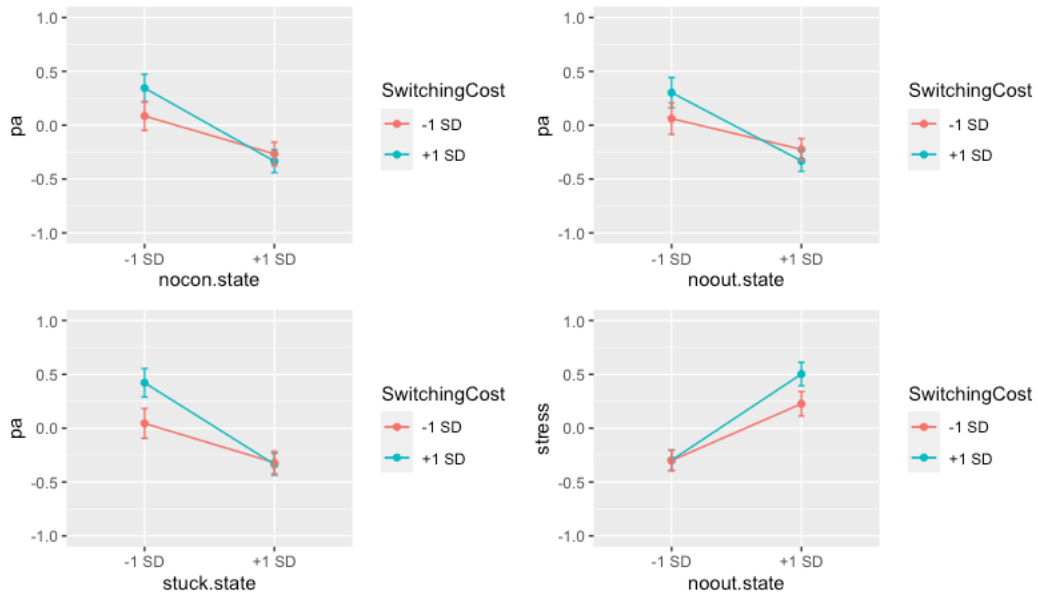 1.0
0.5
0.0
-0.5
-1.0
pa
-1 SD
+1 SD
nocon.state
SwitchingCost
-1 SD
+1 SD
1.0
0.5
0.0
-0.5
-1.0
pa
-1 SD
+1 SD
noout.state
SwitchingCost
-1 SD
+1 SD
1.0
0.5
0.0
-0.5
-1.0
pa
-1 SD
+1 SD
stuck.state
SwitchingCost
-1 SD
+1 SD
1.0
0.5
0.0
-0.5
-1.0
stress
-1 SD
+1 SD
noout.state
SwitchingCost
-1 SD
+1 SD